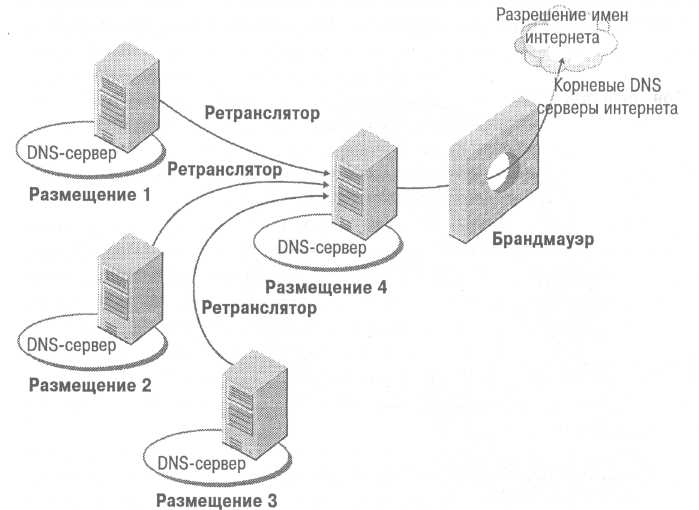 Разрешение имен
интернета
Корневые DNS
серверы интернета
Ретранслятор
DNS-сервер
Размещение 1
Ретранслятор
DNS-сервер
Размещение 4
Брандмауэр
Ретранслятор
DNS-сервер
Размещение 2
DNS-сервер
Размещение 3